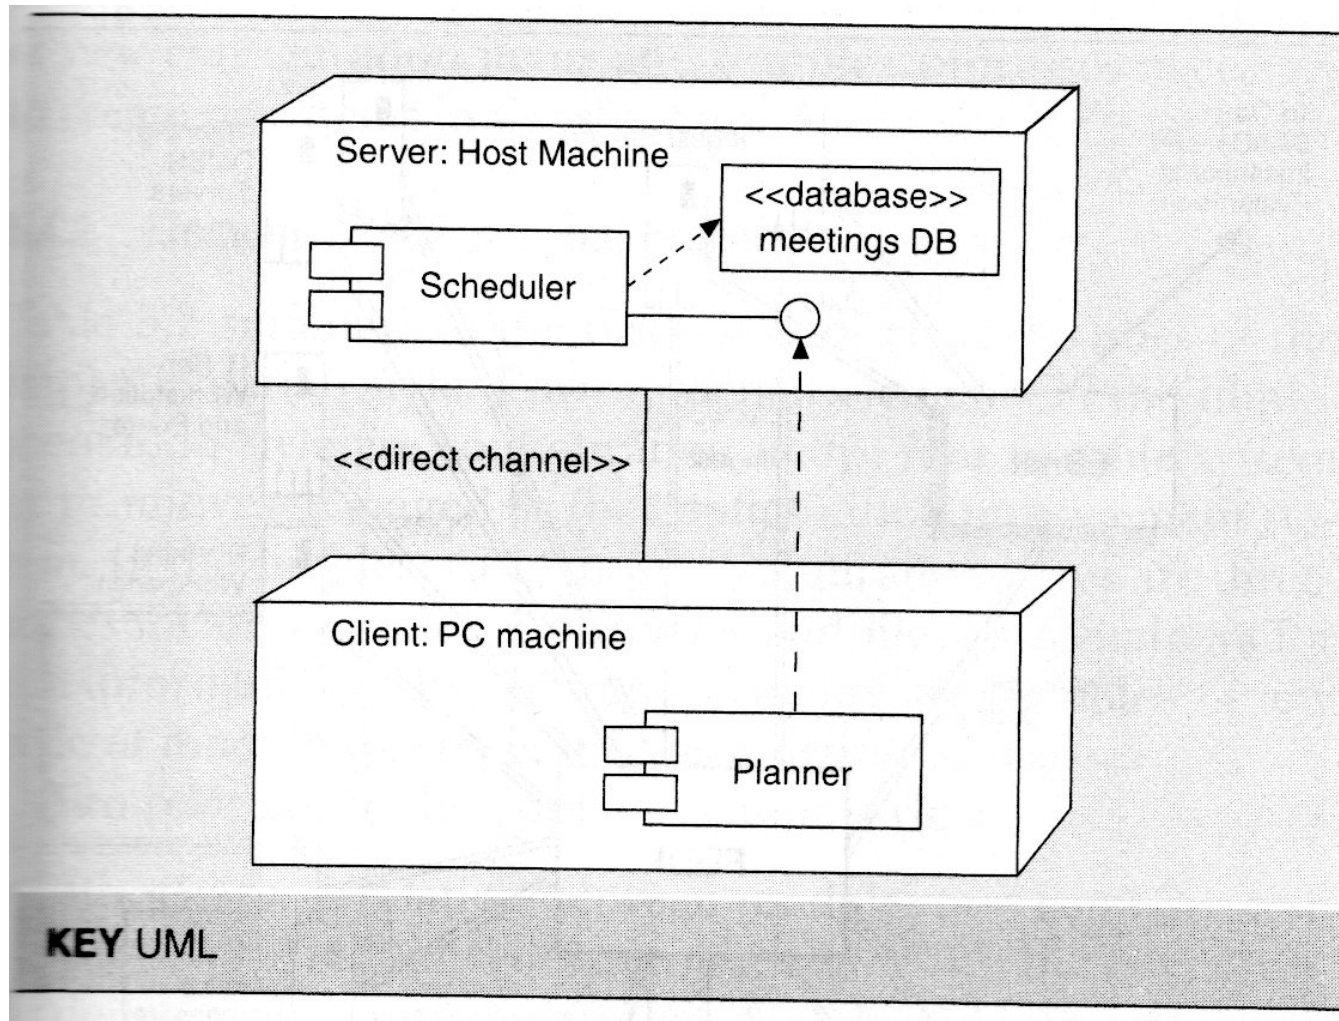 Server: Host Machine
<<database>>
meetings DB
Scheduler
<<direct channel>>
Client: PC machine
Planner
KEY UML